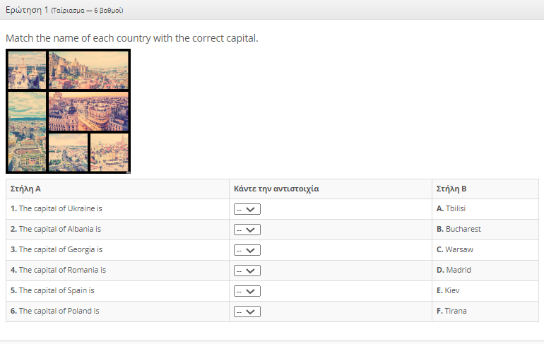 Ερώτηση 1 (Ταίριασμα — 6 βαθμοί)
Match the name of each country with the correct capital.
Στήλη Α Κάντε την αντιστοιχία Στήλη Β
1. The capital of Ukraine is -- A. Tbilisi
2. The capital of Albania is -- B. Bucharest
3. The capital of Georgia is -- C. Warsaw
4. The capital of Romania is -- D. Madrid
5. The capital of Spain is -- E. Kiev
6. The capital of Poland is -- F. Tirana